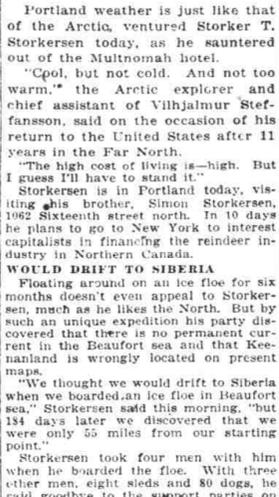 Portland weather is just like that
of the Arctic, ventured Storker T.
Storkersen today, as he sauntered
out of the Multnomah hotel.
"Cool, but not cold. And not too
warm," the Arctic explorer and
chief assistant of Vilhjalmur Stef-
fansson, said on the occasion of his
return to the United States after 11
years in the Far North.
"The high cost of living is—high. But
I guess I'll have to stand it."
Storkersen is in Portland today, vis-
iting his brother, Simon Storkersen,
1062 Sixteenth street north. In 10 days
he plans to go to New York to interest
capitalists in financing the reindeer in-
dustry in Northern Canada.
WOULD DRIFT TO SIBERIA
Floating around on an ice floe for six
months doesn't even appeal to Storker-
sen, much as he likes the North. But by
such an unique expedition his party dis-
covered that there is no permanent cur-
rent in the Beaufort sea and that Kee-
nanland is wrongly located on present
maps.
"We thought we would drift to Siberia
when we boarded an ice floe in Beaufort
sea," Storkersen said this morning, "but
184 days later we discovered that we
were only 55 miles from our starting
point."
Storkersen took four men with him
when he boarded the floe. With three
other men, eight sleds and 80 dogs, he
said goodbye to the support parties